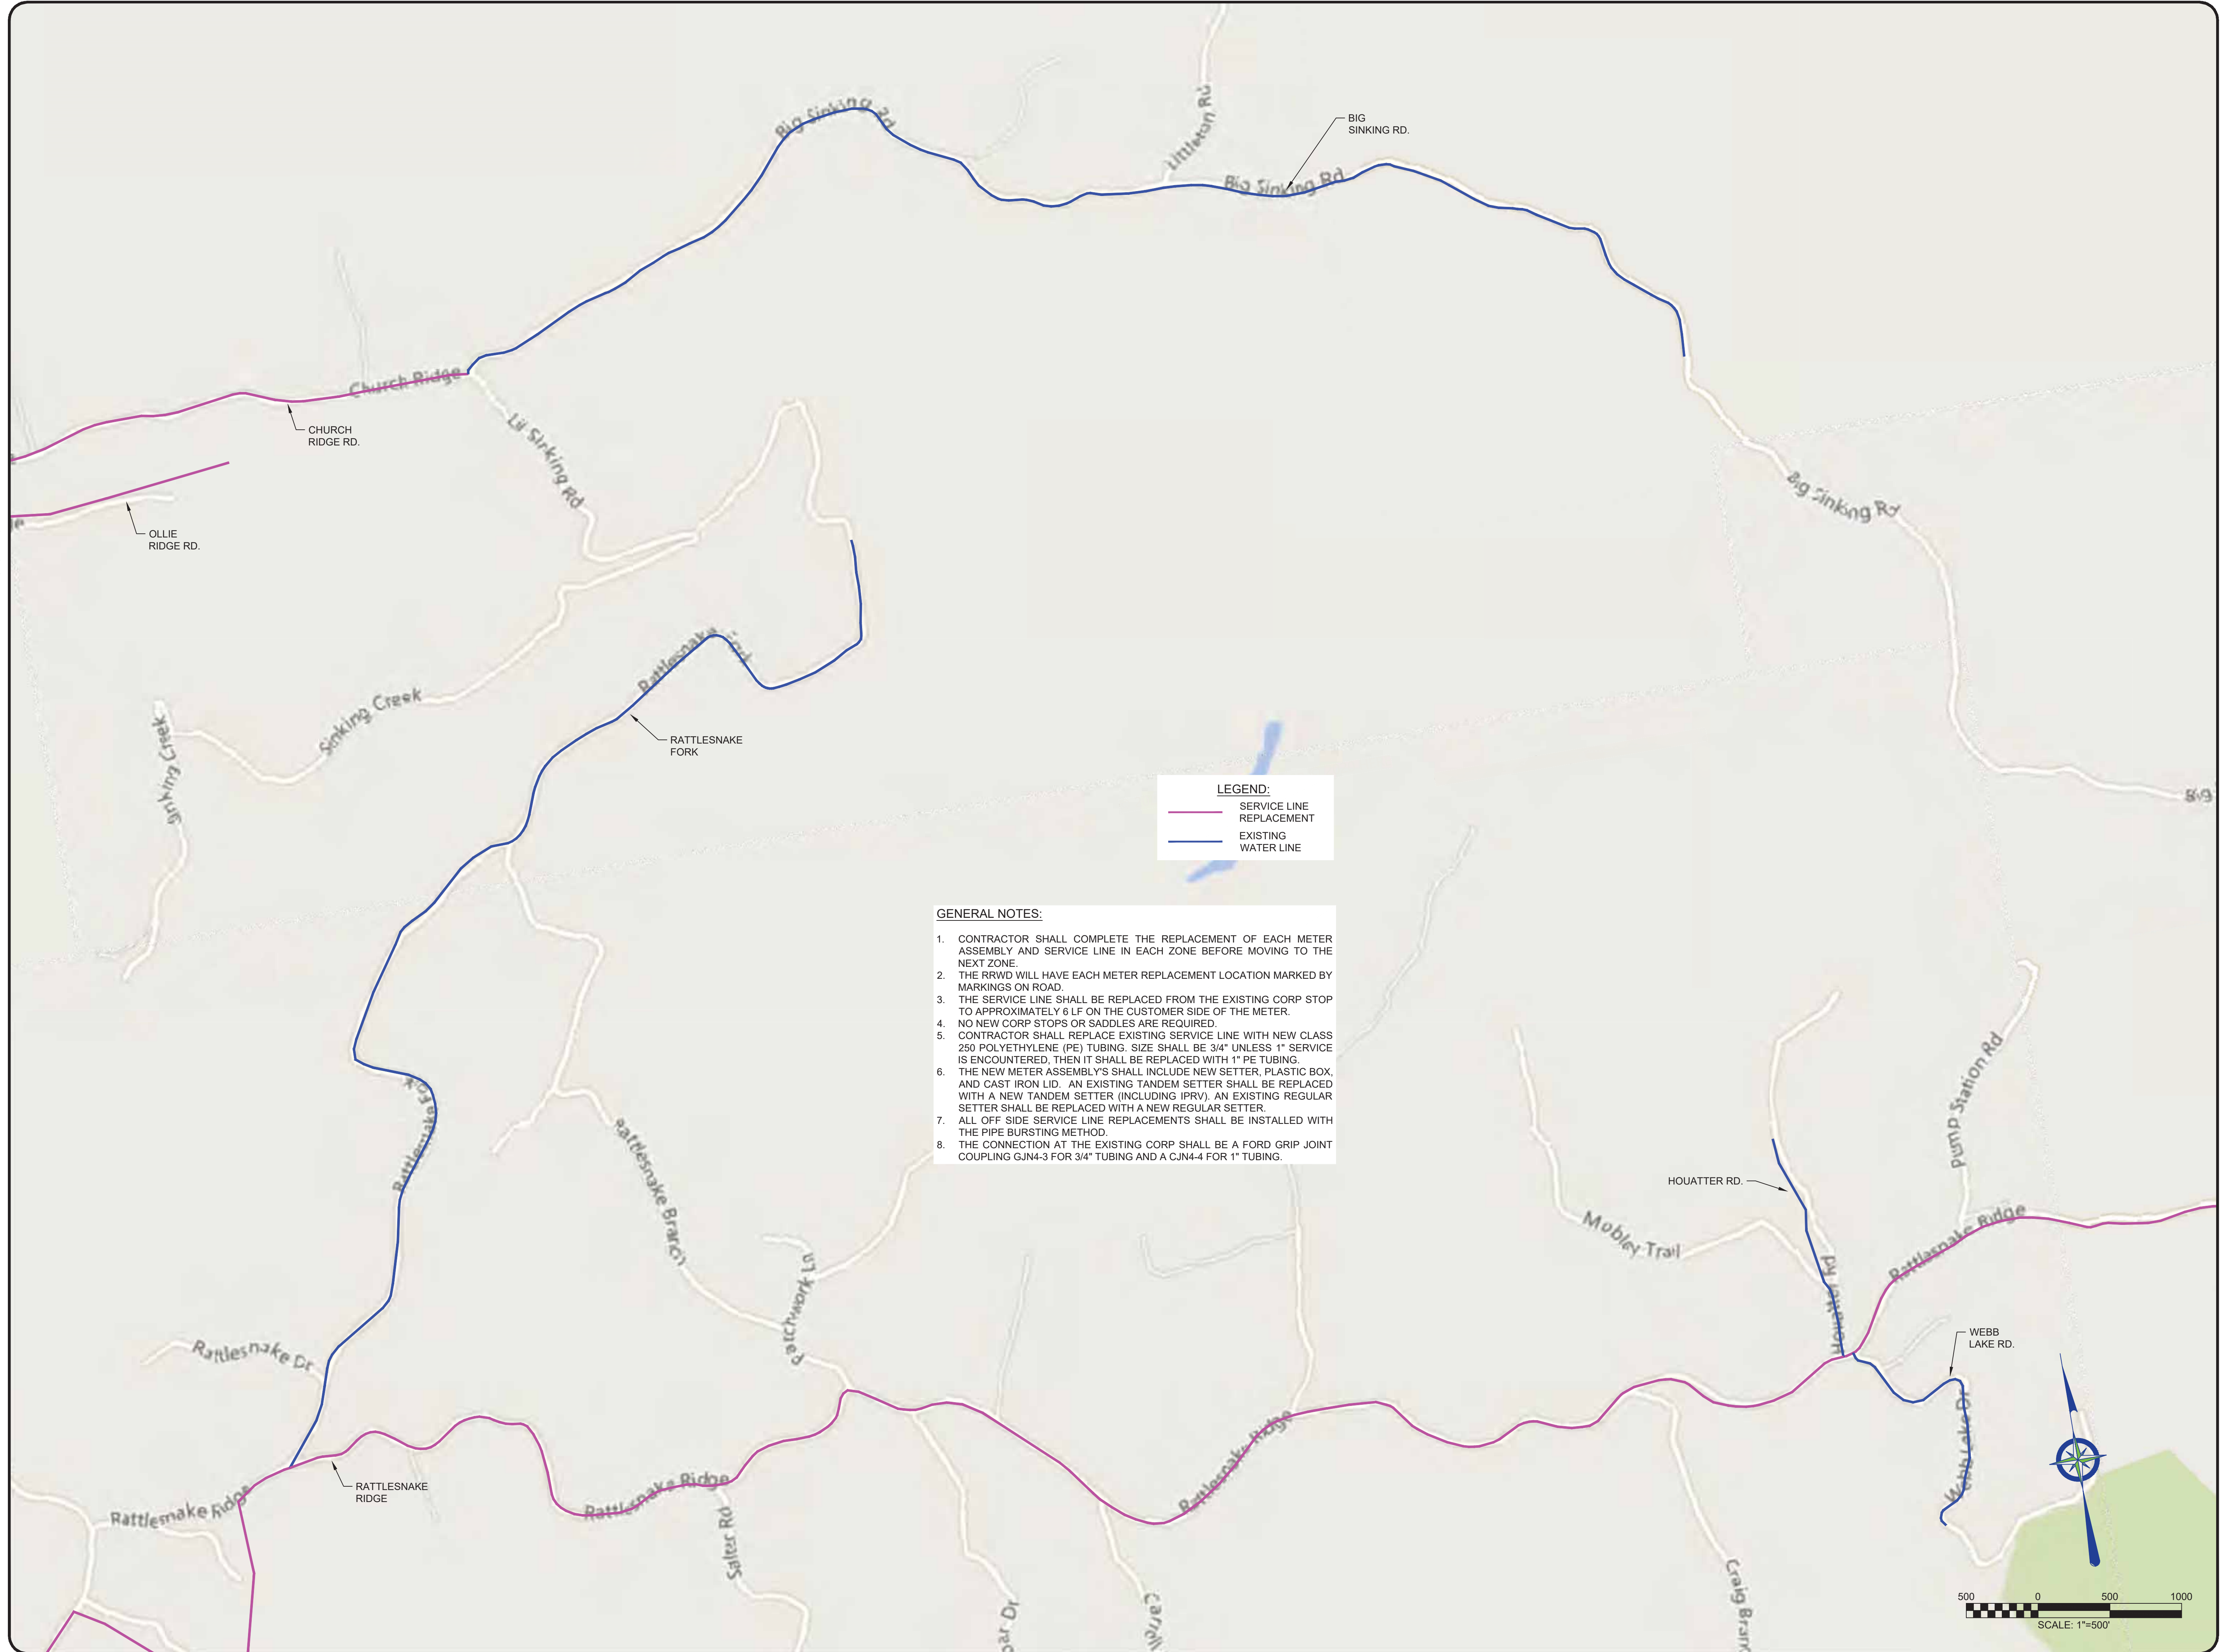 Big Sinking Rd
Littleton Rd
BIG
SINKING RD.
Big Sinking Rd
Church Ridge
CHURCH
RIDGE RD.
Lil Sinking Rd
Big Sinking Rd
OLLIE
RIDGE RD.
Rattlesnake Fork
Sinking Creek
RATTLESNAKE
FORK
LEGEND:
SERVICE LINE
REPLACEMENT
EXISTING
WATER LINE
Big
GENERAL NOTES:
1. CONTRACTOR SHALL COMPLETE THE REPLACEMENT OF EACH METER
ASSEMBLY AND SERVICE LINE IN EACH ZONE BEFORE MOVING TO THE
NEXT ZONE.
2. THE RRWD WILL HAVE EACH METER REPLACEMENT LOCATION MARKED BY
MARKINGS ON ROAD.
3. THE SERVICE LINE SHALL BE REPLACED FROM THE EXISTING CORP STOP
TO APPROXIMATELY 6 LF ON THE CUSTOMER SIDE OF THE METER.
4. NO NEW CORP STOPS OR SADDLES ARE REQUIRED.
5. CONTRACTOR SHALL REPLACE EXISTING SERVICE LINE WITH NEW CLASS
250 POLYETHYLENE (PE) TUBING. SIZE SHALL BE 3/4" UNLESS 1" SERVICE
IS ENCOUNTERED, THEN IT SHALL BE REPLACED WITH 1" PE TUBING.
6. THE NEW METER ASSEMBLY'S SHALL INCLUDE NEW SETTER, PLASTIC BOX,
AND CAST IRON LID. AN EXISTING TANDEM SETTER SHALL BE REPLACED
WITH A NEW TANDEM SETTER (INCLUDING IPRV). AN EXISTING REGULAR
SETTER SHALL BE REPLACED WITH A NEW REGULAR SETTER.
7. ALL OFF SIDE SERVICE LINE REPLACEMENTS SHALL BE INSTALLED WITH
THE PIPE BURSTING METHOD.
8. THE CONNECTION AT THE EXISTING CORP SHALL BE A FORD GRIP JOINT
COUPLING GJN4-3 FOR 3/4" TUBING AND A CJN4-4 FOR 1" TUBING.
Rattlesnake Fork
Rattlesnake Branch
Pump Station Rd
HOUATTER RD.
Mobley Trail
Rattlesnake Ridge
Patchwork Ln
Rattlesnake Dr
WEBB
LAKE RD.
Webb Lake Dr
Rattlesnake Ridge
RATTLESNAKE
RIDGE
Rattlesnake Ridge
Rattlesnake Ridge
Salter Rd
Craig Bran
500 0 500 1000
SCALE: 1"=500'